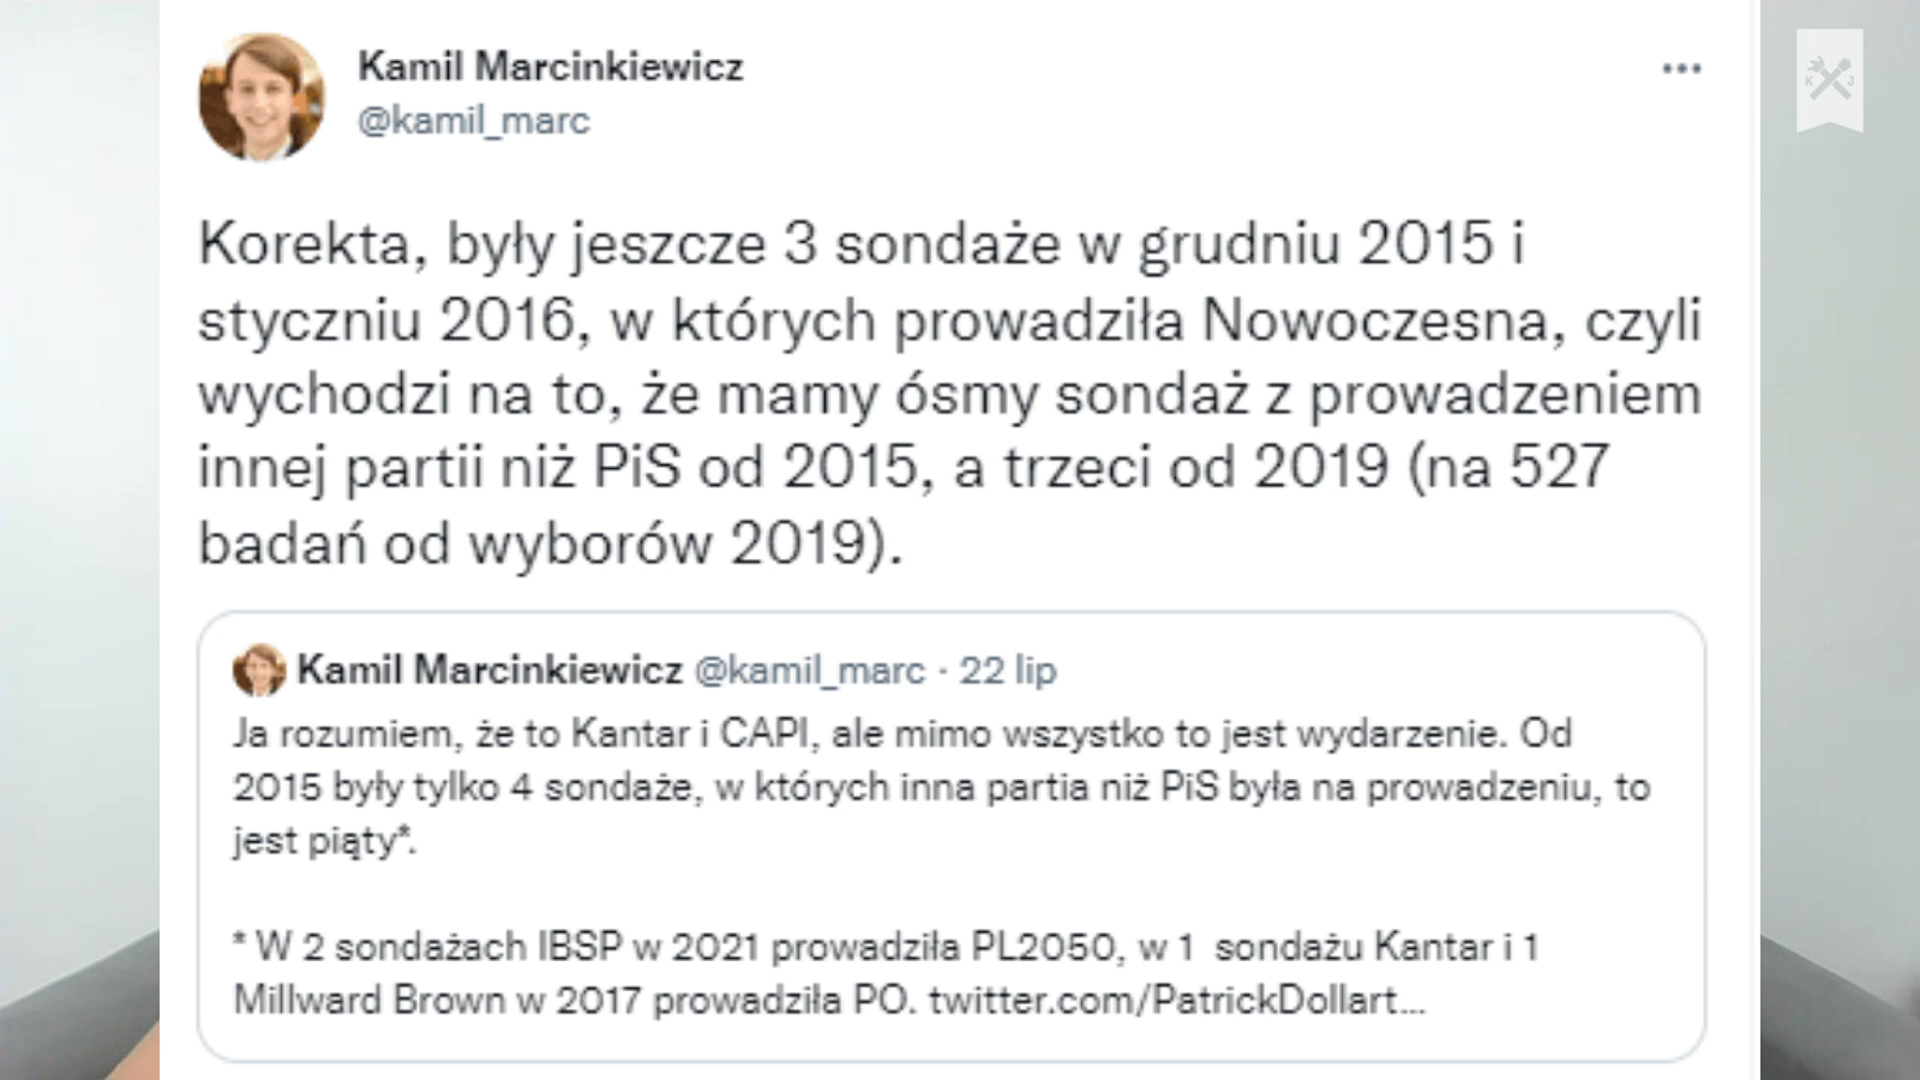 Kamil Marcinkiewicz
@kamil_marc
K J
Korekta, były jeszcze 3 sondaże w grudniu 2015 i
styczniu 2016, w których prowadziła Nowoczesna, czyli
wychodzi na to, że mamy ósmy sondaż z prowadzeniem
innej partii niż PiS od 2015, a trzeci od 2019 (na 527
badań od wyborów 2019).
Kamil Marcinkiewicz @kamil_marc · 22 lip
Ja rozumiem, że to Kantar i CAPI, ale mimo wszystko to jest wydarzenie. Od
2015 były tylko 4 sondaże, w których inna partia niż PiS była na prowadzeniu, to
jest piąty*.
* W 2 sondażach IBSP w 2021 prowadziła PL2050, w 1 sondażu Kantar i 1
Millward Brown w 2017 prowadziła PO. twitter.com/PatrickDollart...